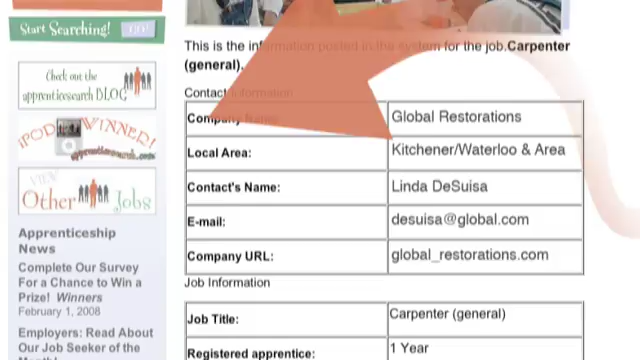 Start Searching! GO!
This is the information posted in the system for the job.Carpenter
(general).
Contact Information
Company Name:
Global Restorations
Local Area:
Kitchener/Waterloo & Area
Contact's Name:
Linda DeSuisa
E-mail:
desuisa@global.com
Company URL:
global_restorations.com
Job Information
Job Title:
Carpenter (general)
Registered apprentice:
1 Year
Check out the
apprenticesearch BLOG
IPOD WINNER!
apprenticesearch.com
VIEW
Other Jobs
Apprenticeship
News
Complete Our Survey
For a Chance to Win a
Prize! Winners
February 1, 2008
Employers: Read About
Our Job Seeker of the